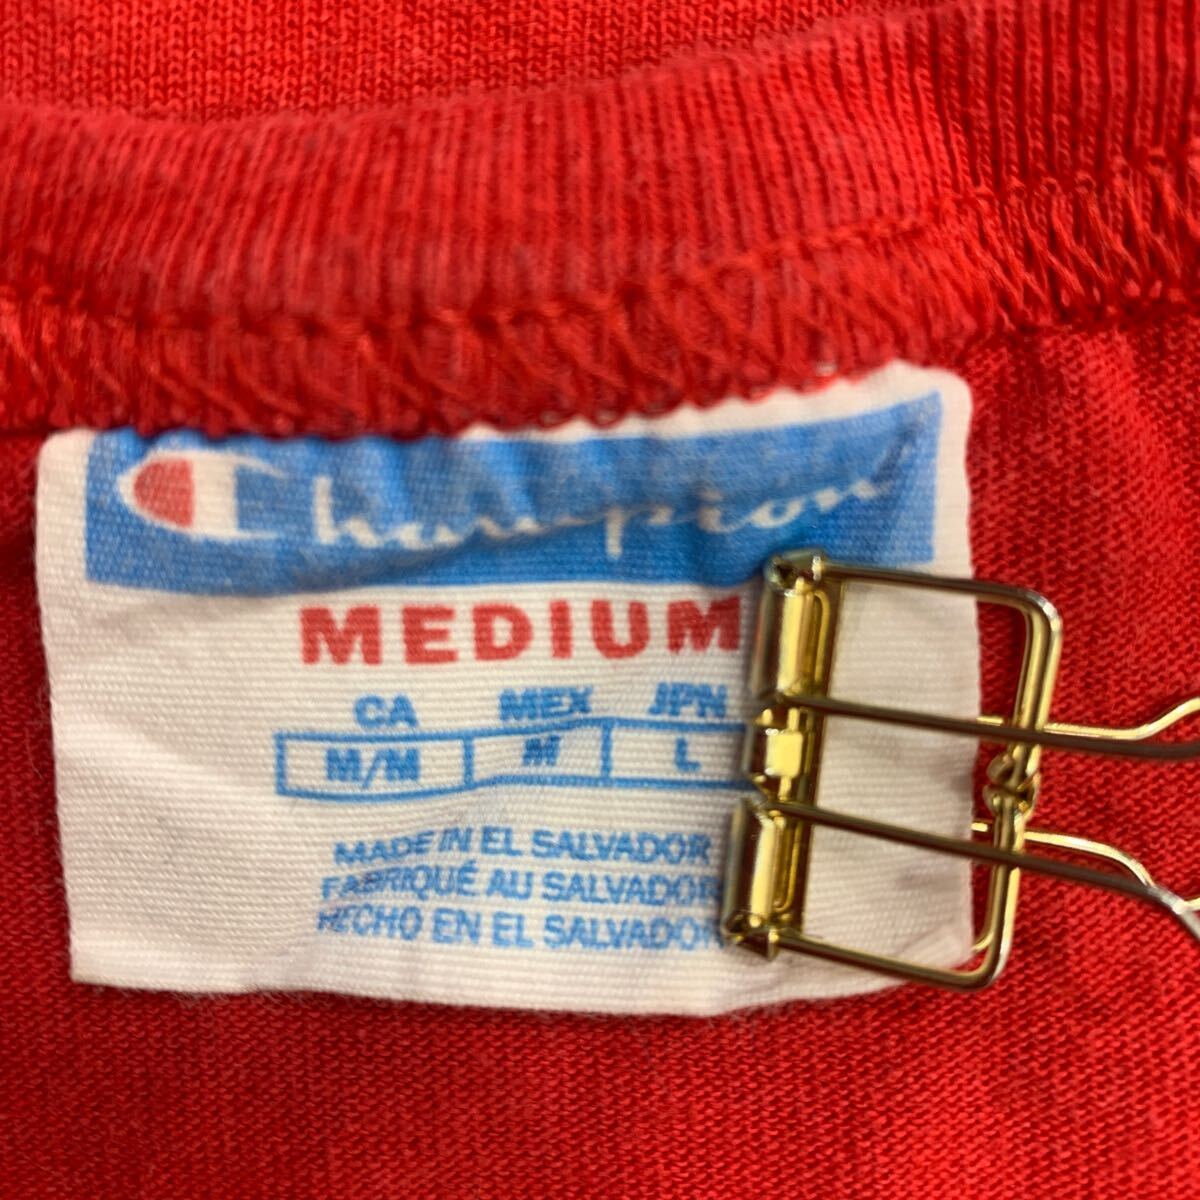 Champion
MEDIUM
CA MEX JPN
M/M M L
MADE IN EL SALVADOR
FABRIQUÉ AU SALVADOR
HECHO EN EL SALVADOR